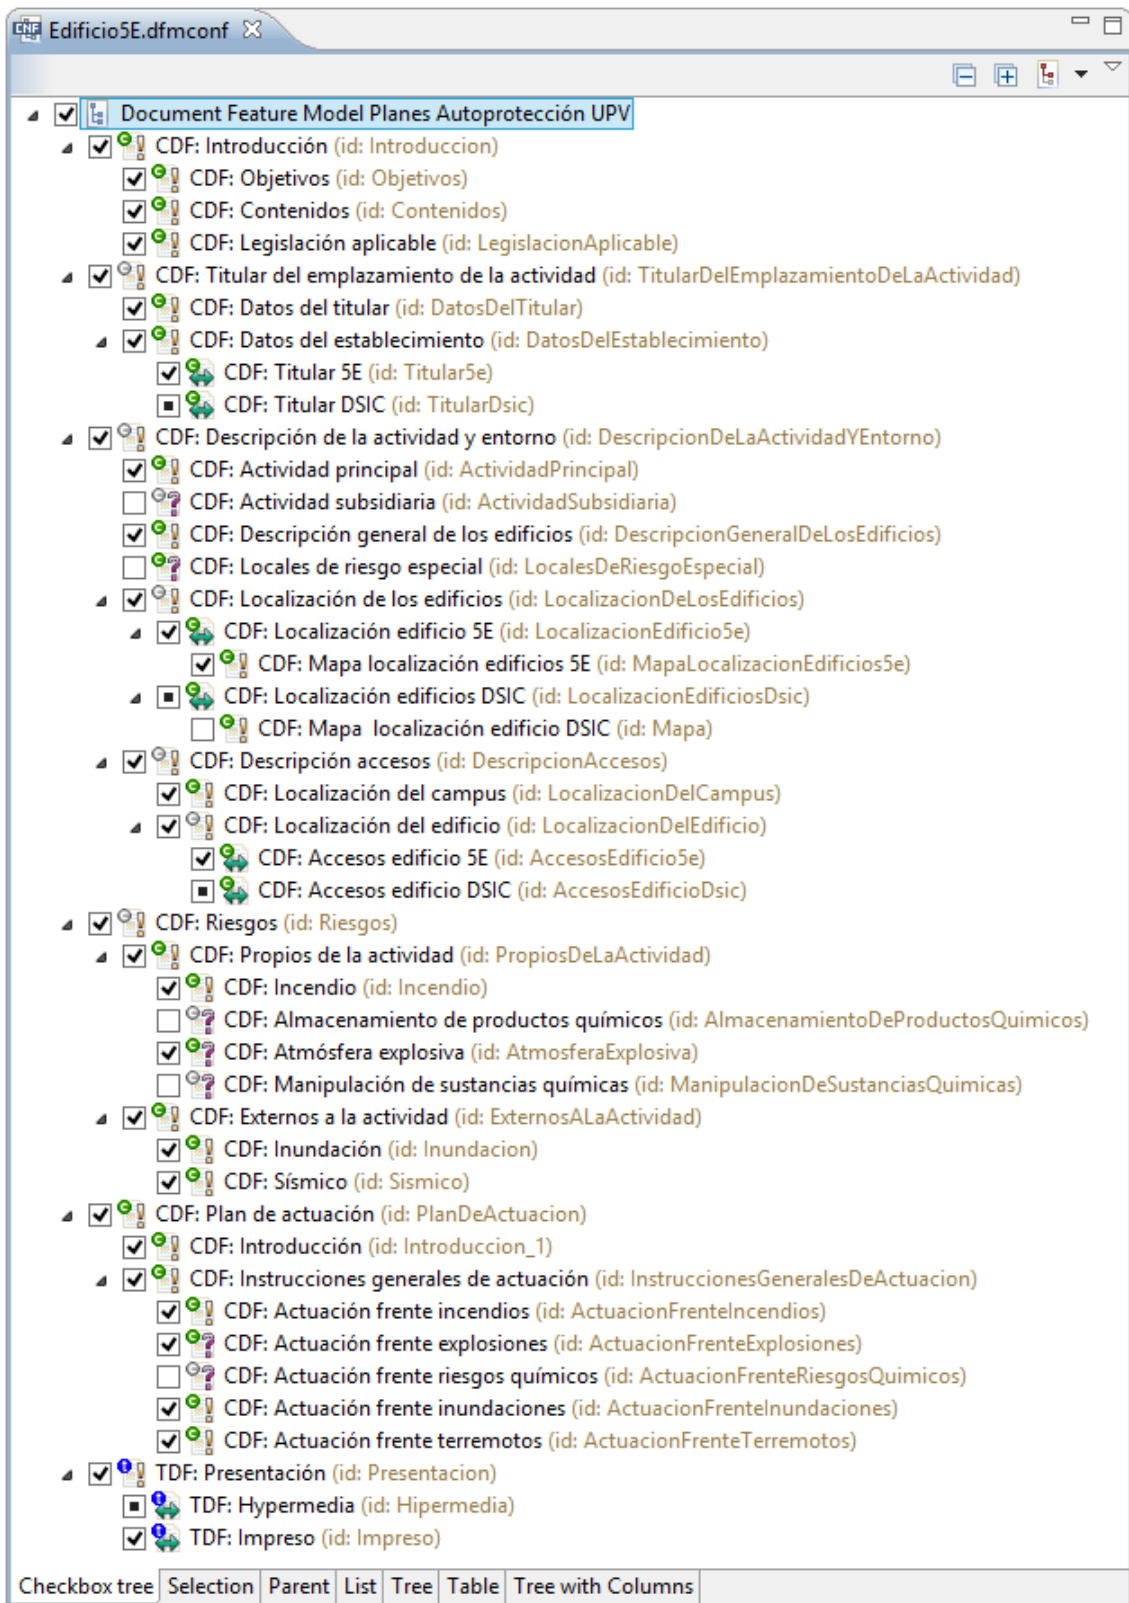 Edificio5E.dfmconf
Document Feature Model Planes Autoprotección UPV
CDF: Introducción (id: Introduccion)
CDF: Objetivos (id: Objetivos)
CDF: Contenidos (id: Contenidos)
CDF: Legislación aplicable (id: LegislacionAplicable)
CDF: Titular del emplazamiento de la actividad (id: TitularDelEmplazamientoDeLaActividad)
CDF: Datos del titular (id: DatosDelTitular)
CDF: Datos del establecimiento (id: DatosDelEstablecimiento)
CDF: Titular 5E (id: Titular5e)
CDF: Titular DSIC (id: TitularDsic)
CDF: Descripción de la actividad y entorno (id: DescripcionDeLaActividadYEntorno)
CDF: Actividad principal (id: ActividadPrincipal)
CDF: Actividad subsidiaria (id: ActividadSubsidiaria)
CDF: Descripción general de los edificios (id: DescripcionGeneralDeLosEdificios)
CDF: Locales de riesgo especial (id: LocalesDeRiesgoEspecial)
CDF: Localización de los edificios (id: LocalizacionDeLosEdificios)
CDF: Localización edificio 5E (id: LocalizacionEdificio5e)
CDF: Mapa localización edificios 5E (id: MapaLocalizacionEdificios5e)
CDF: Localización edificios DSIC (id: LocalizacionEdificiosDsic)
CDF: Mapa  localización edificio DSIC (id: Mapa)
CDF: Descripción accesos (id: DescripcionAccesos)
CDF: Localización del campus (id: LocalizacionDelCampus)
CDF: Localización del edificio (id: LocalizacionDelEdificio)
CDF: Accesos edificio 5E (id: AccesosEdificio5e)
CDF: Accesos edificio DSIC (id: AccesosEdificioDsic)
CDF: Riesgos (id: Riesgos)
CDF: Propios de la actividad (id: PropiosDeLaActividad)
CDF: Incendio (id: Incendio)
CDF: Almacenamiento de productos químicos (id: AlmacenamientoDeProductosQuimicos)
CDF: Atmósfera explosiva (id: AtmosferaExplosiva)
CDF: Manipulación de sustancias químicas (id: ManipulacionDeSustanciasQuimicas)
CDF: Externos a la actividad (id: ExternosALaActividad)
CDF: Inundación (id: Inundacion)
CDF: Sísmico (id: Sismico)
CDF: Plan de actuación (id: PlanDeActuacion)
CDF: Introducción (id: Introduccion_1)
CDF: Instrucciones generales de actuación (id: InstruccionesGeneralesDeActuacion)
CDF: Actuación frente incendios (id: ActuacionFrenteIncendios)
CDF: Actuación frente explosiones (id: ActuacionFrenteExplosiones)
CDF: Actuación frente riesgos químicos (id: ActuacionFrenteRiesgosQuimicos)
CDF: Actuación frente inundaciones (id: ActuacionFrenteInundaciones)
CDF: Actuación frente terremotos (id: ActuacionFrenteTerremotos)
TDF: Presentación (id: Presentacion)
TDF: Hypermedia (id: Hipermedia)
TDF: Impreso (id: Impreso)
Checkbox tree Selection Parent List Tree Table Tree with Columns